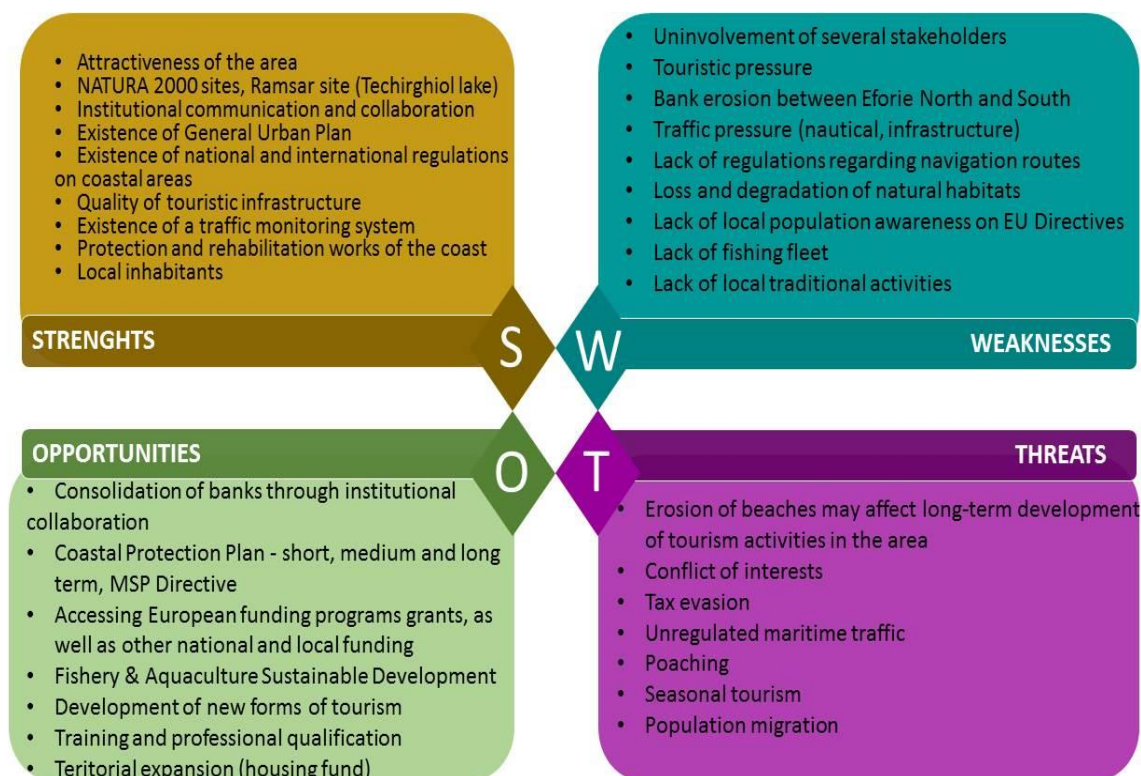 • Attractiveness of the area
• NATURA 2000 sites, Ramsar site (Techirghiol lake)
• Institutional communication and collaboration
• Existence of General Urban Plan
• Existence of national and international regulations
on coastal areas
• Quality of touristic infrastructure
• Existence of a traffic monitoring system
• Protection and rehabilitation works of the coast
• Local inhabitants
STRENGHTS
S
• Uninvolvement of several stakeholders
• Touristic pressure
• Bank erosion between Eforie North and South
• Traffic pressure (nautical, infrastructure)
• Lack of regulations regarding navigation routes
• Loss and degradation of natural habitats
• Lack of local population awareness on EU Directives
• Lack of fishing fleet
• Lack of local traditional activities
W
WEAKNESSES
OPPORTUNITIES
O
• Consolidation of banks through institutional
collaboration
• Coastal Protection Plan - short, medium and long
term, MSP Directive
• Accessing European funding programs grants, as
well as other national and local funding
• Fishery & Aquaculture Sustainable Development
• Development of new forms of tourism
• Training and professional qualification
• Teritorial expansion (housing fund)
T
THREATS
• Erosion of beaches may affect long-term development
of tourism activities in the area
• Conflict of interests
• Tax evasion
• Unregulated maritime traffic
• Poaching
• Seasonal tourism
• Population migration